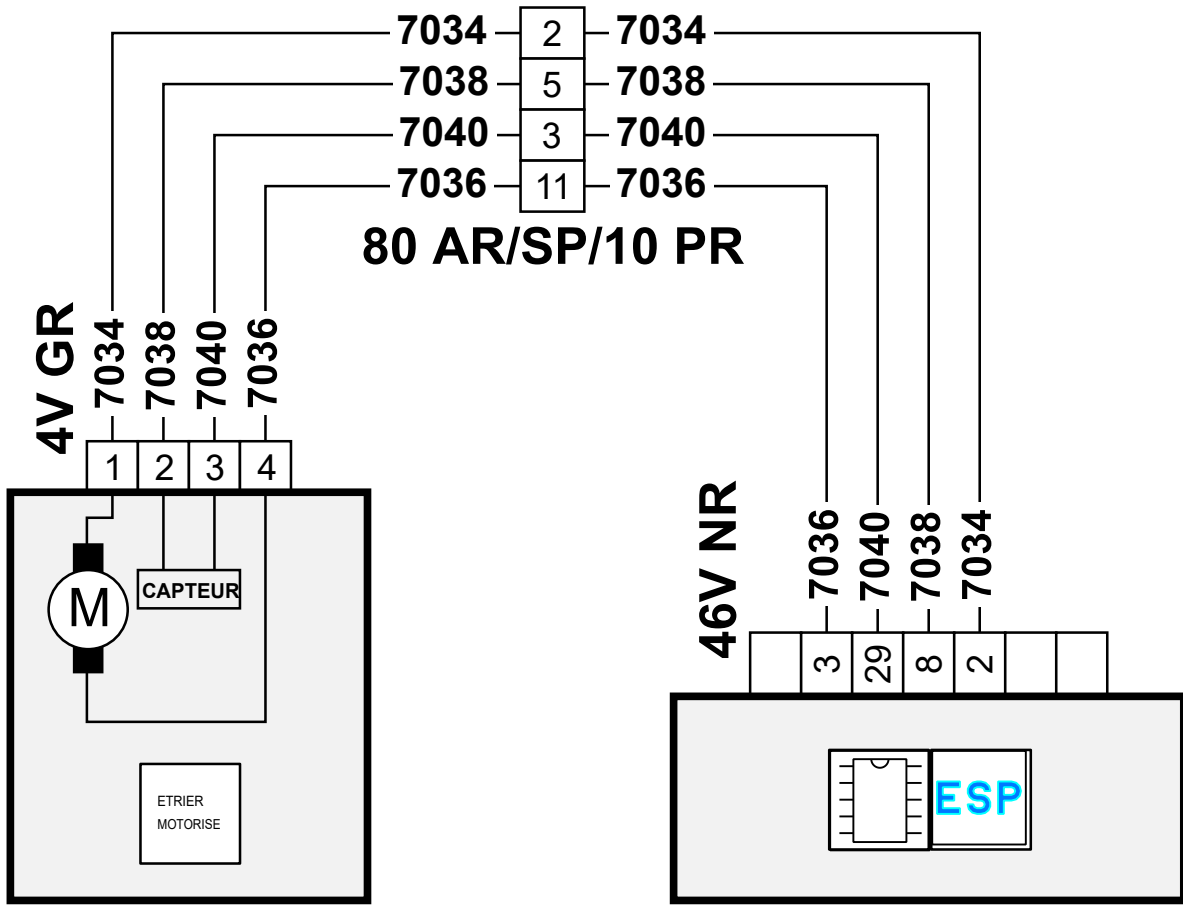 7034 2 7034
7038 5 7038
7040 3 7040
7036 11 7036
80 AR/SP/10 PR
4V GR
7034
7038
7040
7036
1 2 3 4
M
CAPTEUR
ETRIER
MOTORISE
46V NR
7036
7040
7038
7034
3 29 8 2
ESP